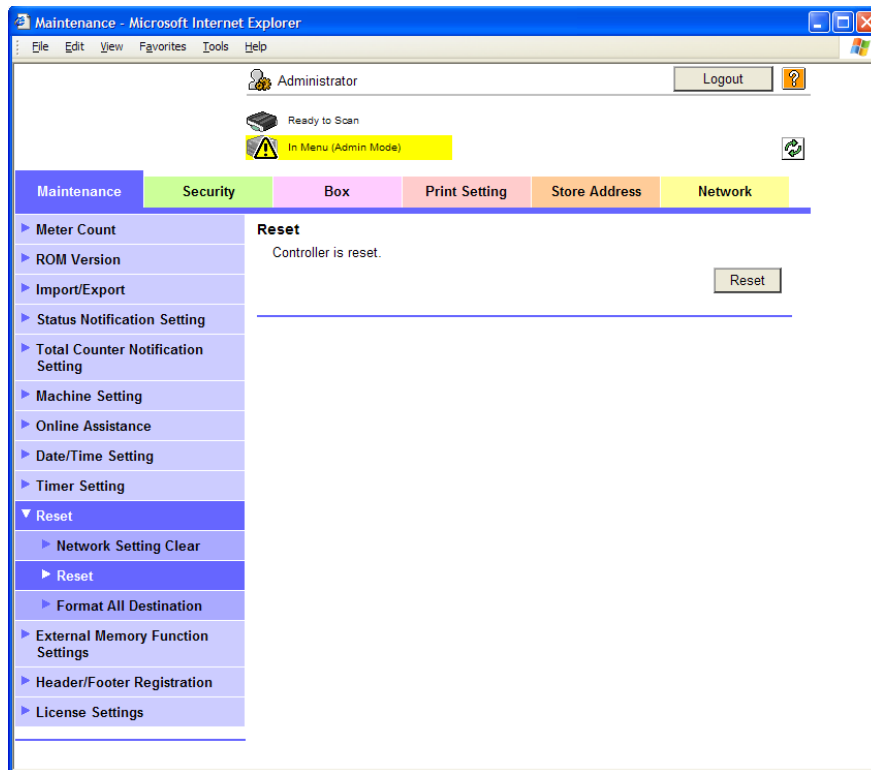 Maintenance - Microsoft Internet Explorer
File Edit View Favorites Tools Help
Administrator
Logout
?
Ready to Scan
In Menu (Admin Mode)
Maintenance Security Box Print Setting Store Address Network
Meter Count
ROM Version
Import/Export
Status Notification Setting
Total Counter Notification
Setting
Machine Setting
Online Assistance
Date/Time Setting
Timer Setting
Reset
Network Setting Clear
Reset
Format All Destination
External Memory Function
Settings
Header/Footer Registration
License Settings
Reset
Controller is reset.
Reset